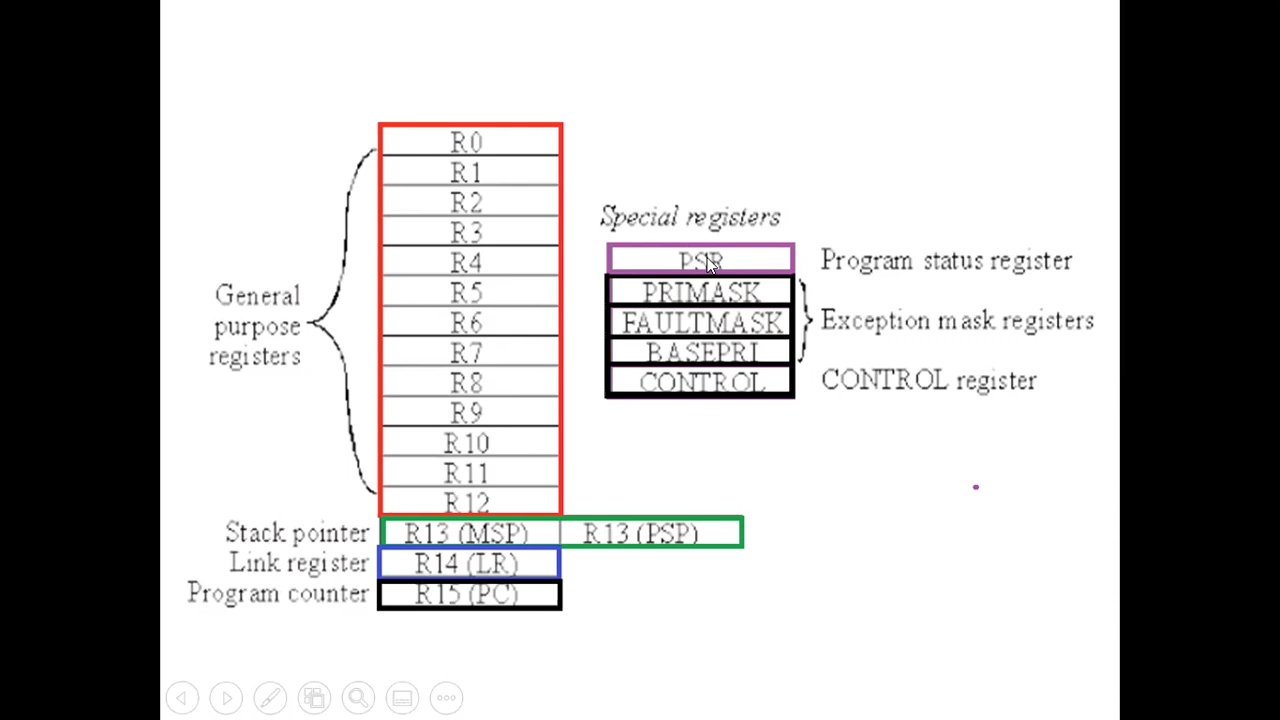 R0
R1
R2
R3
R4
R5
R6
R7
R8
R9
R10
R11
R12
General
purpose
registers
Stack pointer R13 (MSP) R13 (PSP)
Link register R14 (LR)
Program counter R15 (PC)
Special registers
PSR Program status register
PRIMASK
FAULTMASK Exception mask registers
BASEPRI
CONTROL CONTROL register